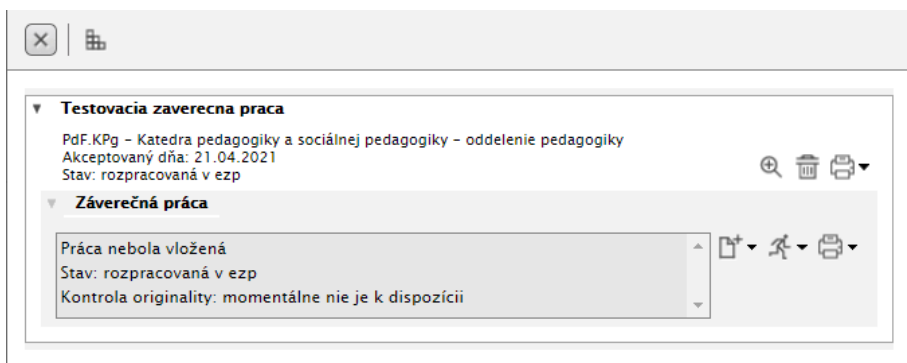 Testovacia zaverecna praca
PdF.KPg – Katedra pedagogiky a sociálnej pedagogiky – oddelenie pedagogiky
Akceptovaný dňa: 21.04.2021
Stav: rozpracovaná v ezp
Záverečná práca
Práca nebola vložená
Stav: rozpracovaná v ezp
Kontrola originality: momentálne nie je k dispozícii